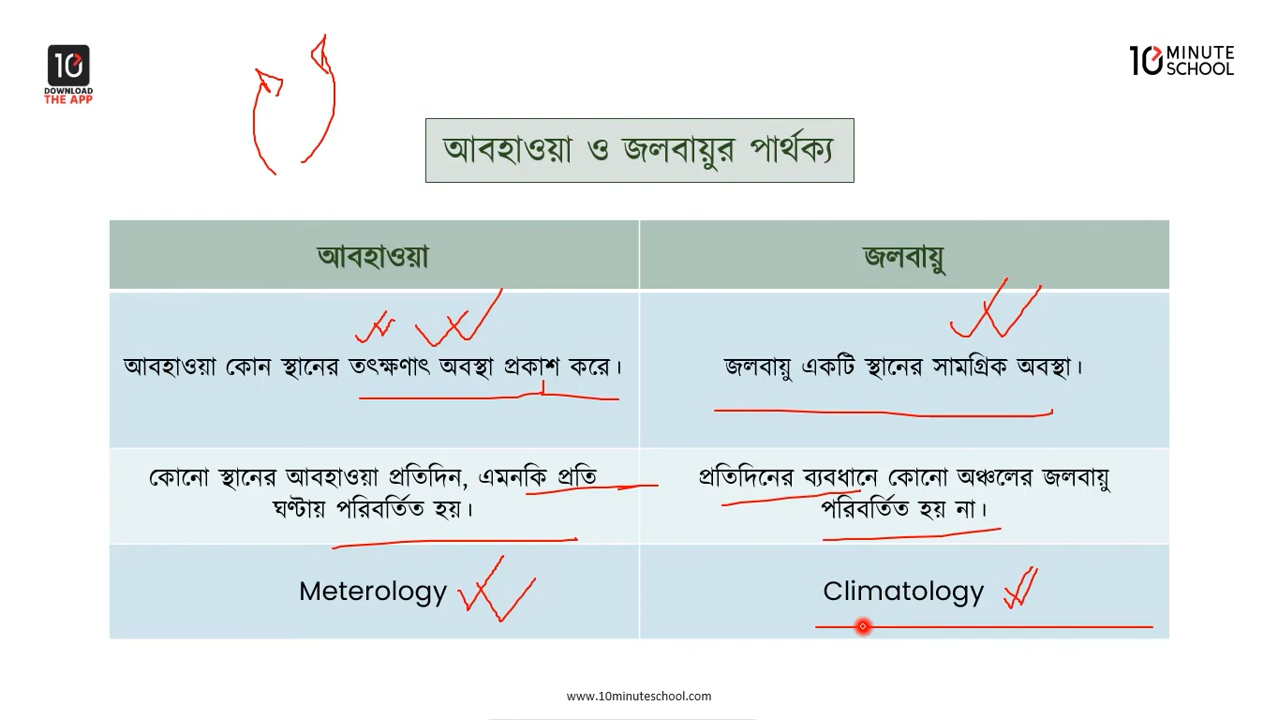 10
DOWNLOAD
THE APP
10 MINUTE
SCHOOL
আবহাওয়া ও জলবায়ুর পার্থক্য
আবহাওয়া
জলবায়ু
আবহাওয়া কোন স্থানের তৎক্ষণাৎ অবস্থা প্রকাশ করে।
জলবায়ু একটি স্থানের সামগ্রিক অবস্থা।
কোনো স্থানের আবহাওয়া প্রতিদিন, এমনকি প্রতি
ঘণ্টায় পরিবর্তিত হয়।
প্রতিদিনের ব্যবধানে কোনো অঞ্চলের জলবায়ু
পরিবর্তিত হয় না।
Meterology
Climatology
www.10minuteschool.com